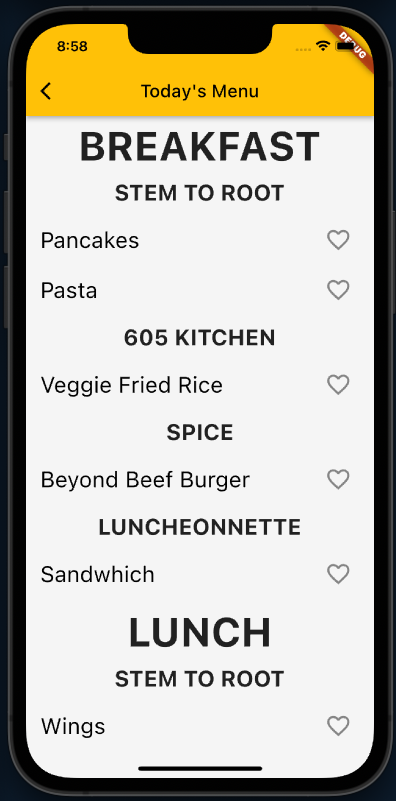 8:58
DEBUG
Today's Menu
BREAKFAST
STEM TO ROOT
Pancakes
Pasta
605 KITCHEN
Veggie Fried Rice
SPICE
Beyond Beef Burger
LUNCHEONNETTE
Sandwhich
LUNCH
STEM TO ROOT
Wings